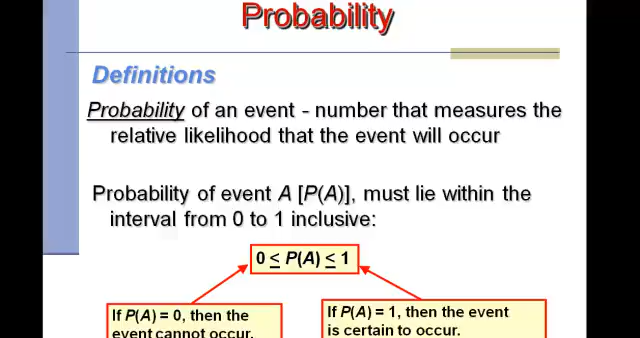 Probability
Definitions
Probability of an event - number that measures the
relative likelihood that the event will occur
Probability of event A [P(A)], must lie within the
interval from 0 to 1 inclusive:
0 ≤ P(A) ≤ 1
If P(A) = 0, then the
event cannot occur.
If P(A) = 1, then the event
is certain to occur.